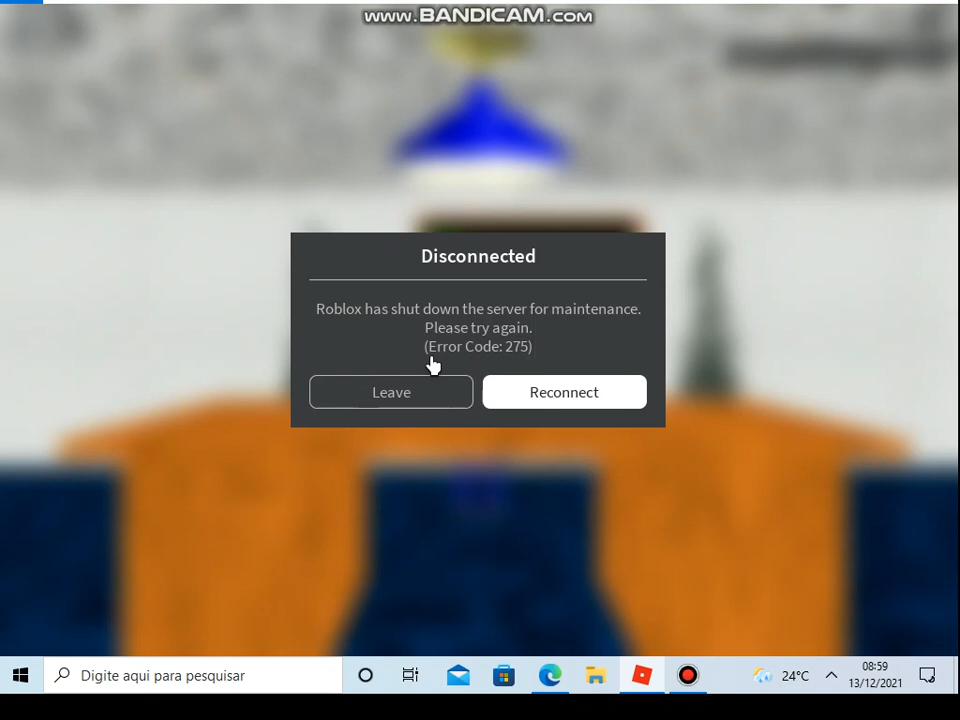 WWW.BANDICAM.COM
Disconnected
Roblox has shut down the server for maintenance.
Please try again.
(Error Code: 275)
Leave
Reconnect
Digite aqui para pesquisar
24°C
08:59
13/12/2021